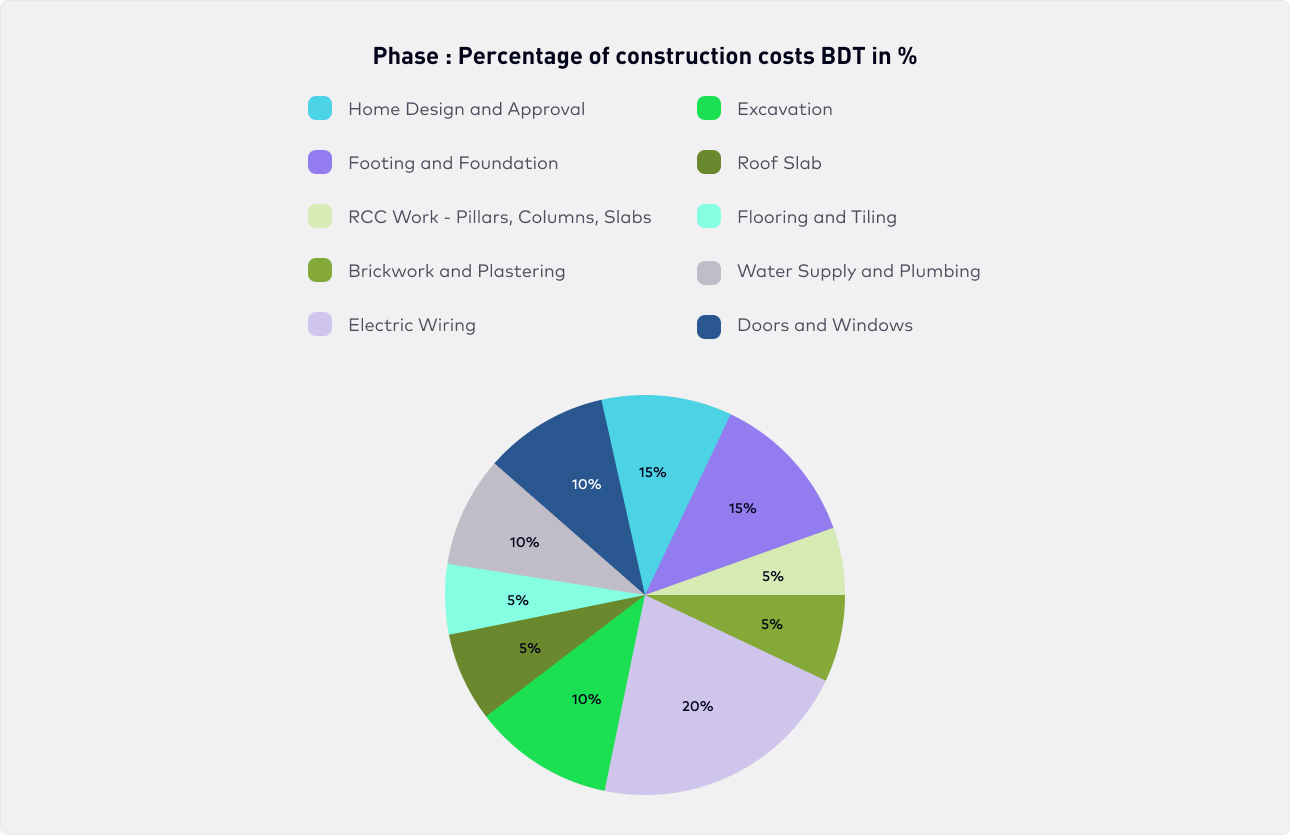 Phase : Percentage of construction costs BDT in %
Home Design and Approval
Excavation
Footing and Foundation
Roof Slab
RCC Work - Pillars, Columns, Slabs
Flooring and Tiling
Brickwork and Plastering
Water Supply and Plumbing
Electric Wiring
Doors and Windows
15%
10%
15%
10%
5%
5%
5%
5%
10%
20%